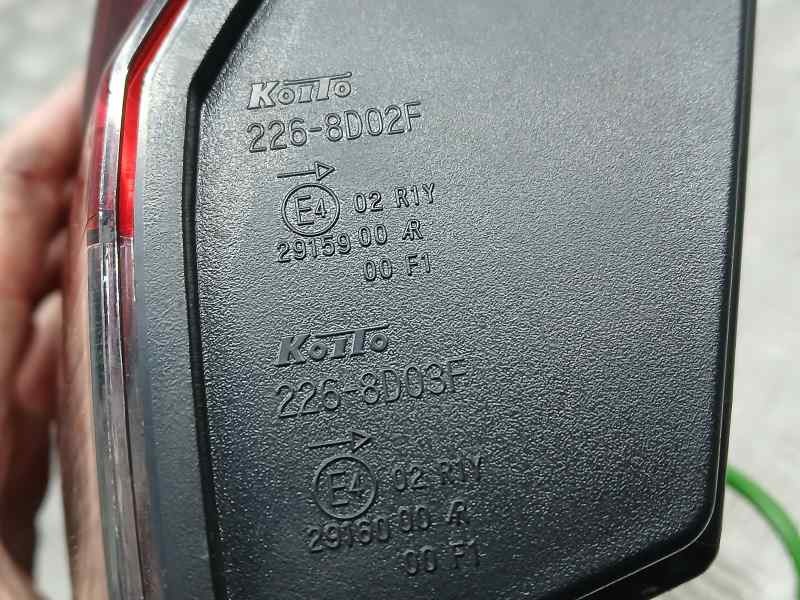 KOITO
226-8D02F
→
E4 02 R1Y
29159 00 AR
00 F1
KOITO
226-8D03F
→
E4 02 R1Y
29160 00 AR
00 F1